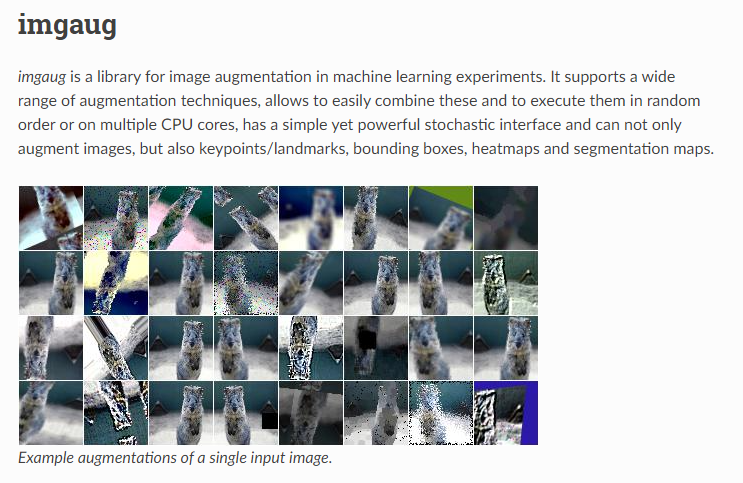 imgaug
imgaug is a library for image augmentation in machine learning experiments. It supports a wide
range of augmentation techniques, allows to easily combine these and to execute them in random
order or on multiple CPU cores, has a simple yet powerful stochastic interface and can not only
augment images, but also keypoints/landmarks, bounding boxes, heatmaps and segmentation maps.
Example augmentations of a single input image.